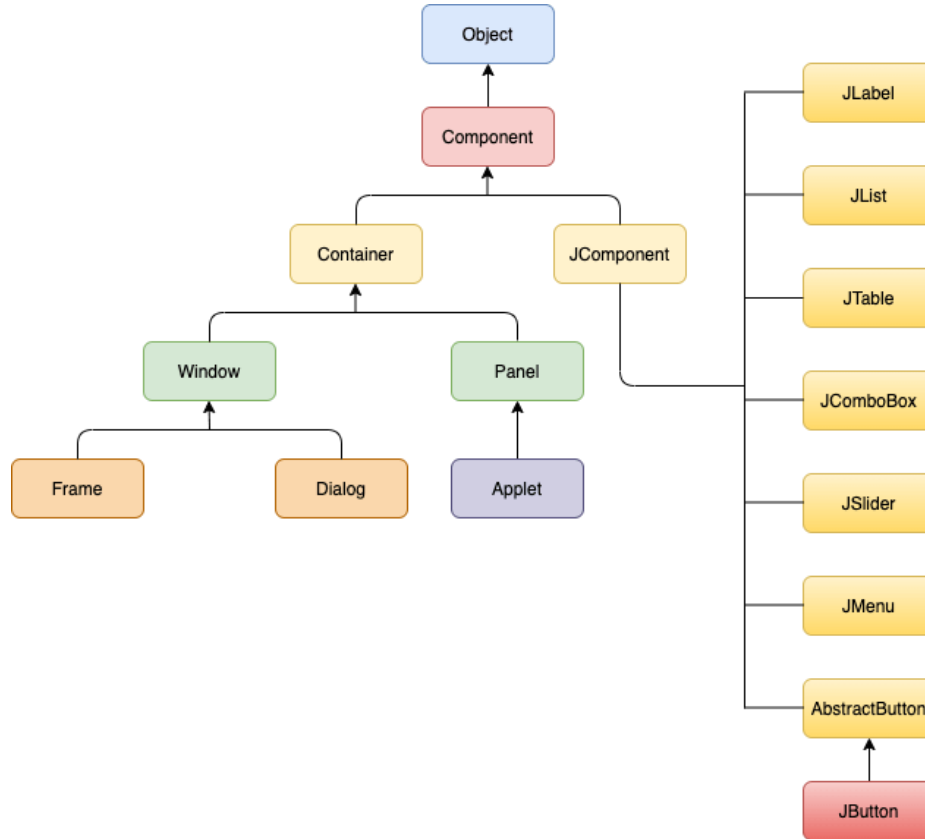 Object
Component
Container
JComponent
Window
Panel
Frame
Dialog
Applet
JLabel
JList
JTable
JComboBox
JSlider
JMenu
AbstractButton
JButton